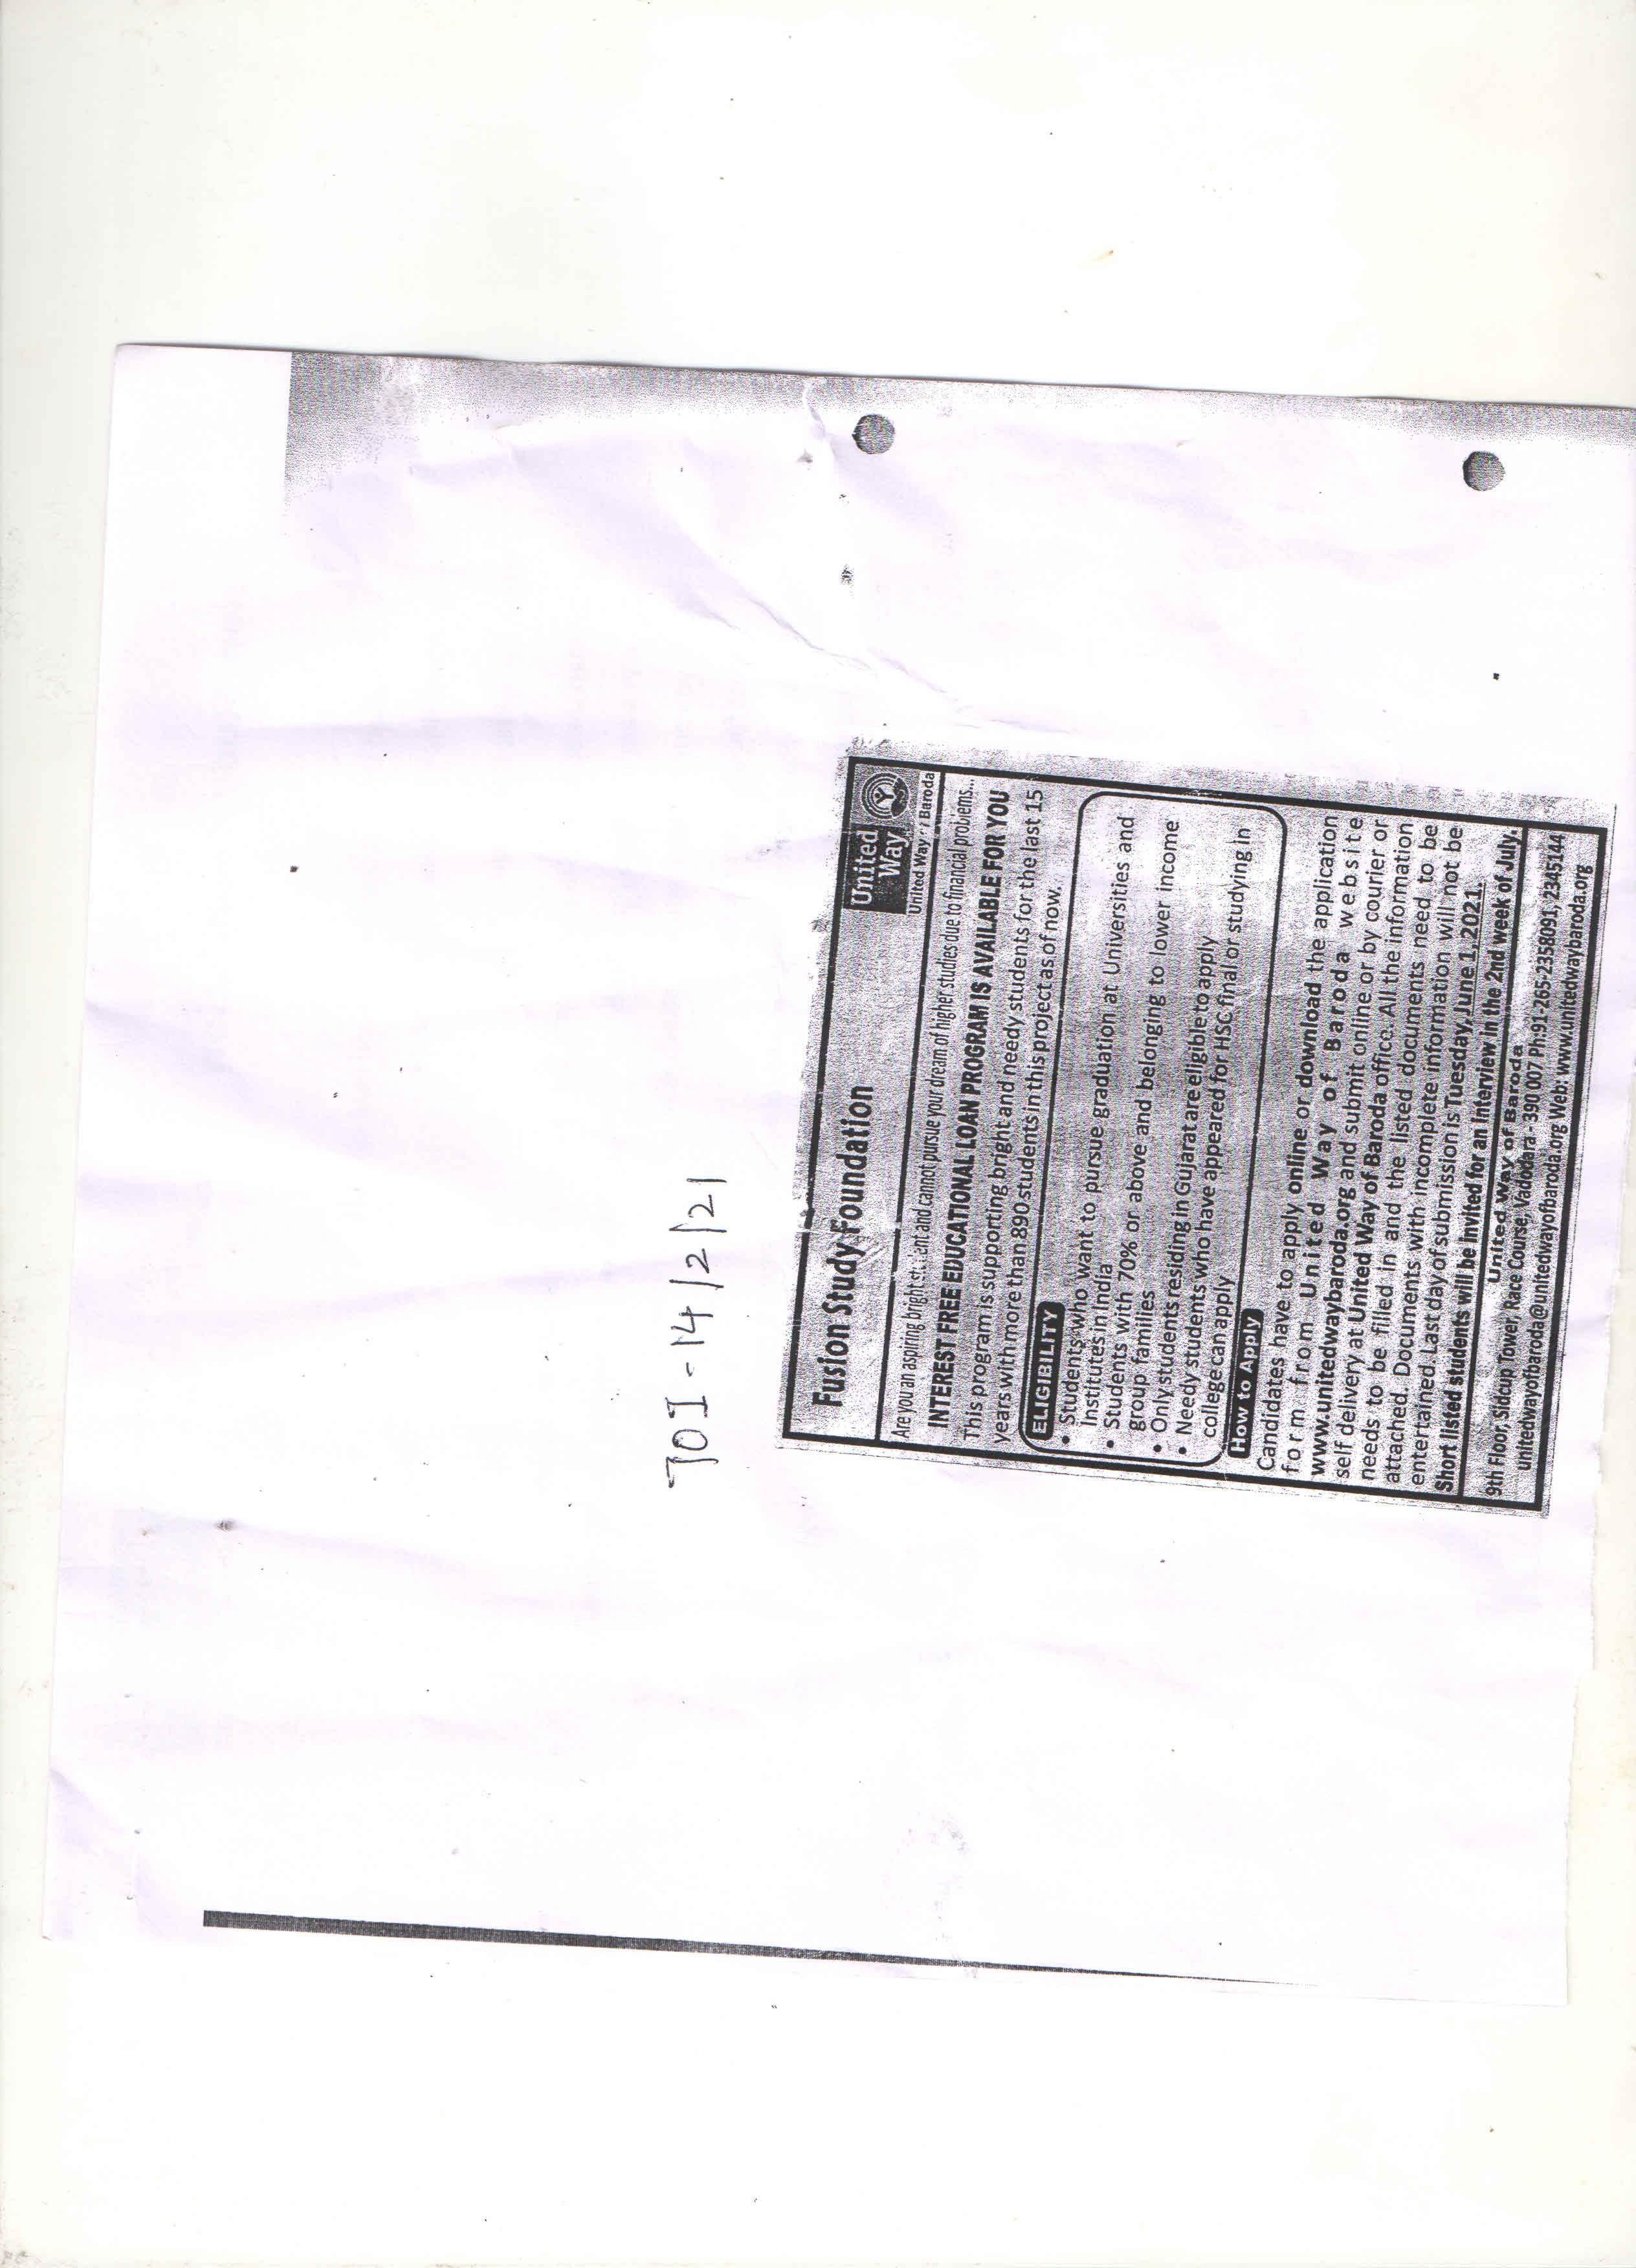 TOI - 14/2/21
Fusion Study Foundation
United
Way
United Way Baroda
Are you an aspiring bright and cannot pursue your dream of higher studies due to financial problems...
INTEREST FREE EDUCATIONAL LOAN PROGRAM IS AVAILABLE FOR YOU
This program is supporting bright and needy students for the last 15
years with more than 890 students in this project as of now.
ELIGIBILITY
• Students who want to pursue graduation at Universities and
Institutes in India
• Students with 70% or above and belonging to lower income
group families
• Only students residing in Gujarat are eligible to apply
• Needy students who have appeared for HSC final or studying in
college can apply
How to Apply
Candidates have to apply online or download the application
form from United Way of Baroda website
www.unitedwaybaroda.org and submit online or by courier or
self delivery at United Way of Baroda office. All the information
needs to be filled in and the listed documents need to be
attached. Documents with incomplete information will not be
entertained. Last day of submission is Tuesday, June 1, 2021.
Short listed students will be invited for an Interview in the 2nd week of July.
United Way of Baroda
9th Floor, Sidcup Tower, Race Course, Vadodara - 390 007 Ph:91-265-2358091, 2345144
unitedwayofbaroda@unitedwayofbaroda.org Web: www.unitedwaybaroda.org